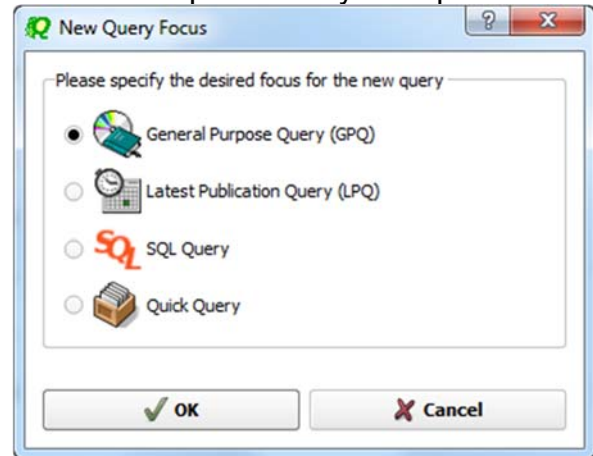 New Query Focus
Please specify the desired focus for the new query
General Purpose Query (GPQ)
Latest Publication Query (LPQ)
SQL SQL Query
Quick Query
OK Cancel